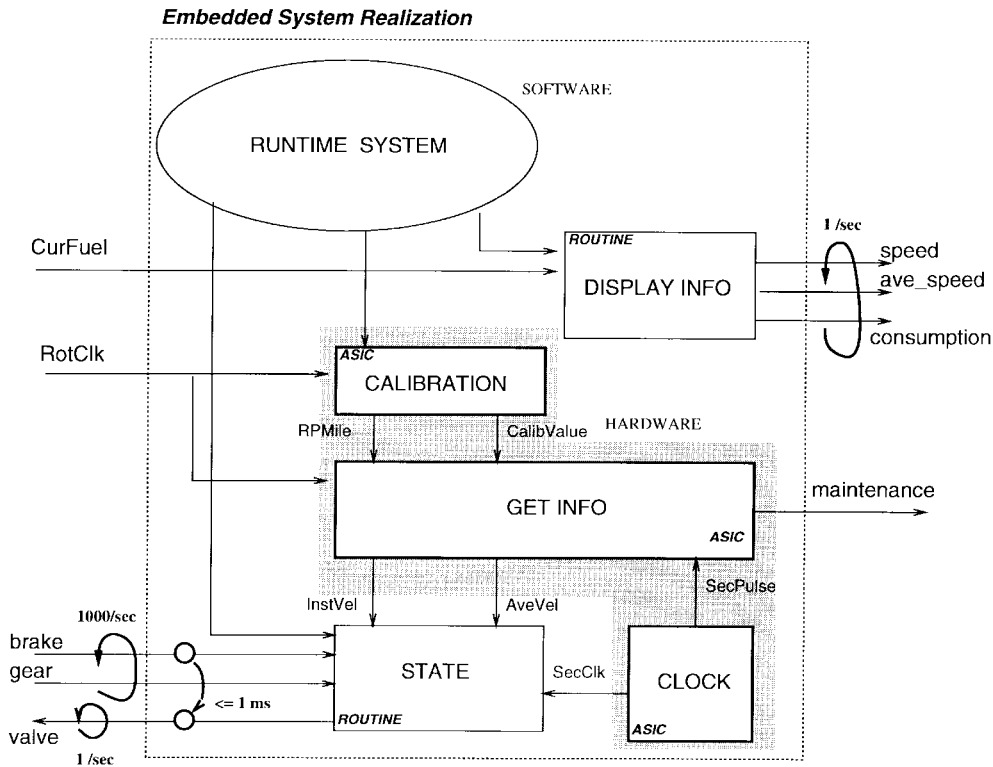 Embedded System Realization
SOFTWARE
RUNTIME SYSTEM
CurFuel
ROUTINE
DISPLAY INFO
1 /sec
speed
ave_speed
consumption
RotClk
ASIC
CALIBRATION
RPMile
CalibValue
HARDWARE
GET INFO
ASIC
maintenance
InstVel
AveVel
SecPulse
1000/sec
brake
gear
valve
1 /sec
<= 1 ms
STATE
ROUTINE
SecClk
CLOCK
ASIC